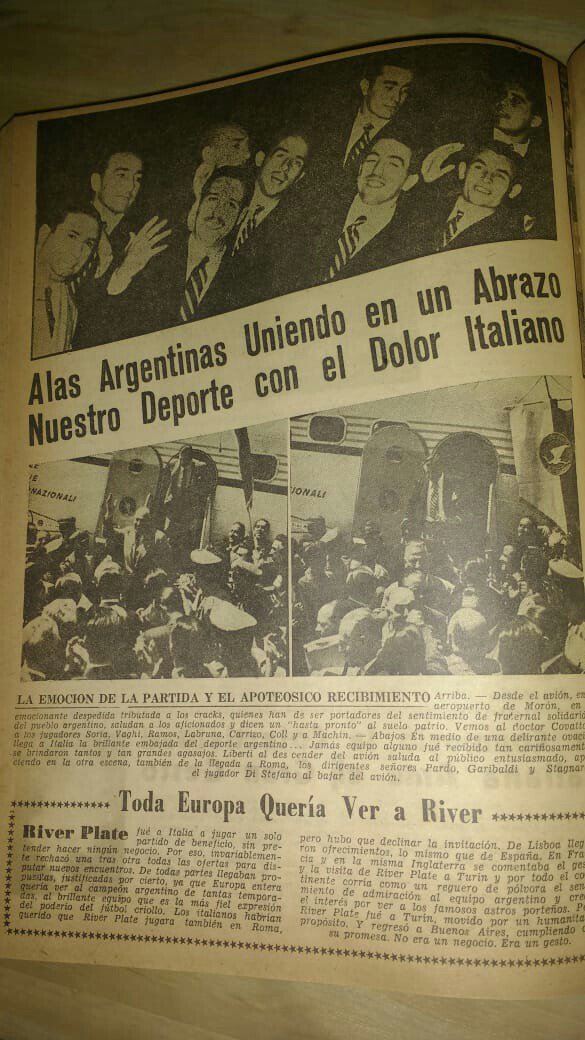 Alas Argentinas Uniendo en un Abrazo
Nuestro Deporte con el Dolor Italiano
NAZIONALI
NAZIONALI
LA EMOCION DE LA PARTIDA Y EL APOTEOSICO RECIBIMIENTO Arriba. — Desde el avión, en
emocionante despedida tributada a los cracks, quienes han de ser portadores del sentimiento de fraternal solidarid
aeropuerto de Morón, en
del pueblo argentino, saludan a los aficionados y dicen un "hasta pronto" al suelo patrio. Vemos al doctor Covatto
a los jugadores Soria, Vaghi, Ramos, Labruna, Carrizo, Coll y a Machín. — Abajos En medio de una delirante ovació
llega a Italia la brillante embajada del deporte argentino... Jamás equipo alguno fué recibido tan cariñosament
se brindaron tantos y tan grandes agasajos. Liberti al des cender del avión saluda al público entusiasmado, ap
ciendo en la otra escena, también de la llegada a Roma, los dirigentes señores Pardo, Garibaldi y Stagnar
el jugador Di Stefano al bajar del avión.
Toda Europa Quería Ver a River
River Plate fué a Italia a jugar un solo
partido de beneficio, sin pre-
tender hacer ningún negocio. Por eso, invariablemen-
te rechazó una tras otra todas las ofertas para dis-
putar nuevos encuentros. De todas partes llegaban pro-
puestas, justificadas por cierto, ya que Europa entera
quería ver al campeón argentino de tantas tempora-
das, al brillante equipo que es la más fiel expresión
del poderío del fútbol criollo. Los italianos habrían
querido que River Plate jugara también en Roma,
pero hubo que declinar la invitación. De Lisboa lleg
ron ofrecimientos, lo mismo que de España. En Fra
cia y en la misma Inglaterra se comentaba el ges
y la visita de River Plate a Turin y por todo el co
tinente corría como un reguero de pólvora el sen
miento de admiración al equipo argentino y cre
el interés por ver a los famosos astros porteños. Pe
River Plate fué a Turín, movido por un humanita
propósito. Y regresó a Buenos Aires, cumpliendo c
su promesa. No era un negocio. Era un gesto.